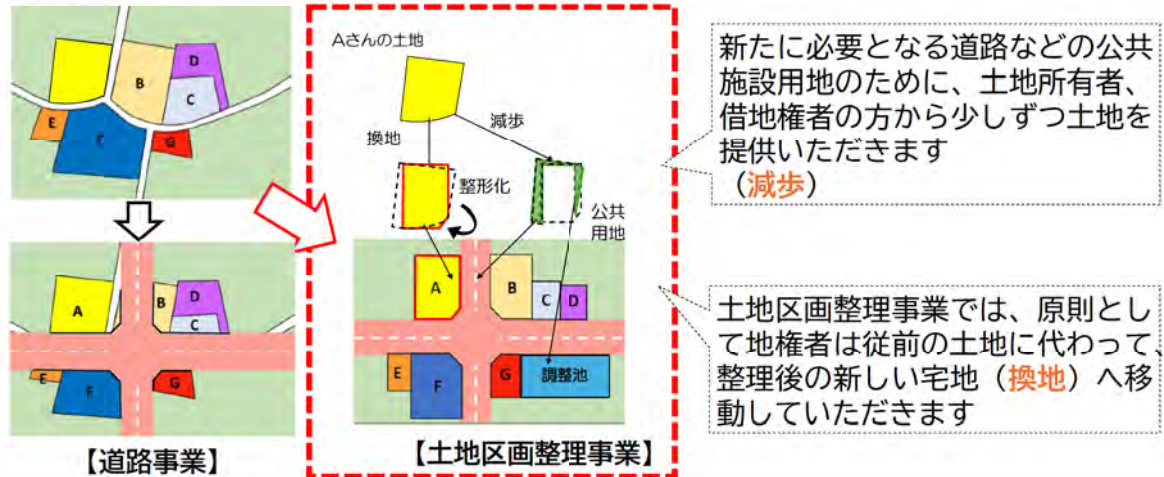 B
D
C
E
F
G
A
B
D
C
E
F
G
【道路事業】
Aさんの土地
減歩
換地
整形化
公共
用地
A
B
C
D
E
F
G
調整池
【土地区画整理事業】
新たに必要となる道路などの公共
施設用地のために、土地所有者、
借地権者の方から少しずつ土地を
提供いただきます
（減歩）
土地区画整理事業では、原則とし
て地権者は従前の土地に代わって、
整理後の新しい宅地（換地）へ移
動していただきます